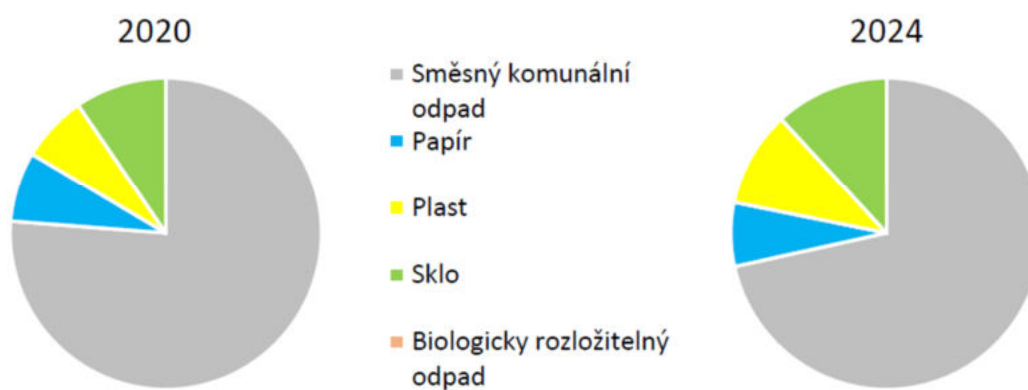 2020
2024
Směsný komunální
odpad
Papír
Plast
Sklo
Biologicky rozložitelný
odpad